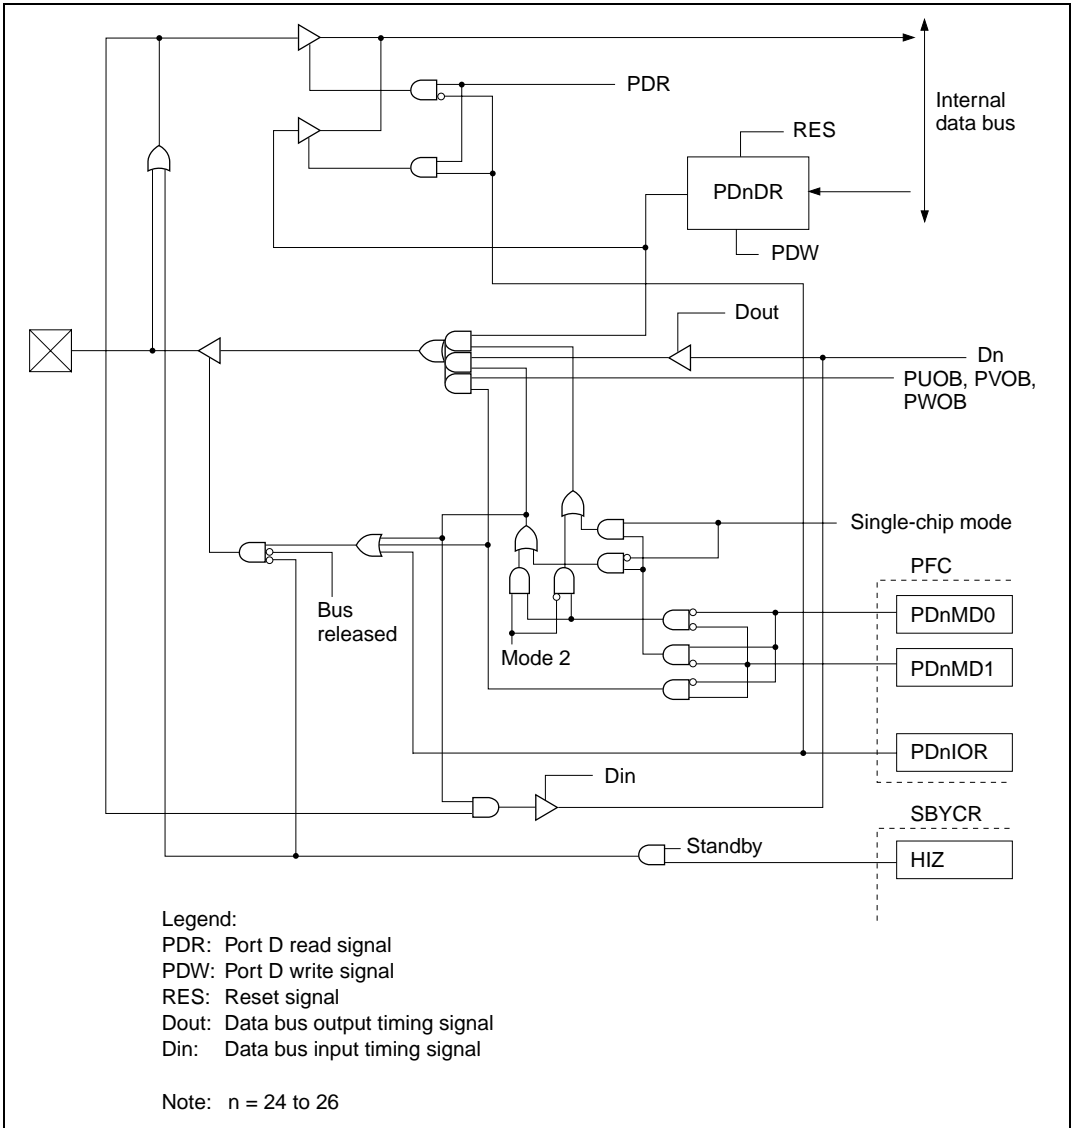 PDR
Internal
data bus
RES
PDnDR
PDW
Dout
Dn
PUOB, PVOB,
PWOB
Single-chip mode
PFC
Bus
released
PDnMD0
Mode 2
PDnMD1
PDnIOR
Din
SBYCR
Standby
HIZ
Legend:
PDR: Port D read signal
PDW: Port D write signal
RES: Reset signal
Dout: Data bus output timing signal
Din: Data bus input timing signal
Note: n = 24 to 26